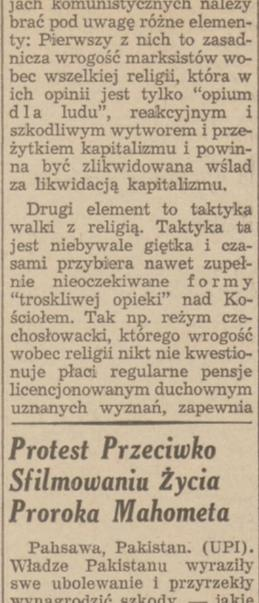 jach komunistycznych należy
brać pod uwagę różne elemen-
ty: Pierwszy z nich to zasad-
nicza wrogość marksistów wo-
bec wszelkiej religii, która w
ich opinii jest tylko “opium
dla ludu”, reakcyjnym i
szkodliwym wytworem i prze-
żytkiem kapitalizmu i powin-
na być zlikwidowana wślad
za likwidacją kapitalizmu.
Drugi element to taktyka
walki z religią. Taktyka ta
jest niebywale giętka i cza-
sami przybiera nawet zupeł-
nie nieoczekiwane formy
“troskliwej opieki” nad Ko-
ściołem. Tak np. reżym cze-
chosłowacki, którego wrogość
wobec religii nikt nie kwestio-
nuje płaci regularne pensje
licencjonowanym duchownym
uznanych wyznań, zapewnia
Protest Przeciwko
Sfilmowaniu Życia
Proroka Mahometa
Pahsawa, Pakistan. (UPI).
Władze Pakistanu wyraziły
swe ubolewanie i przyrzekły
wynagrodzić szkody, — jakie